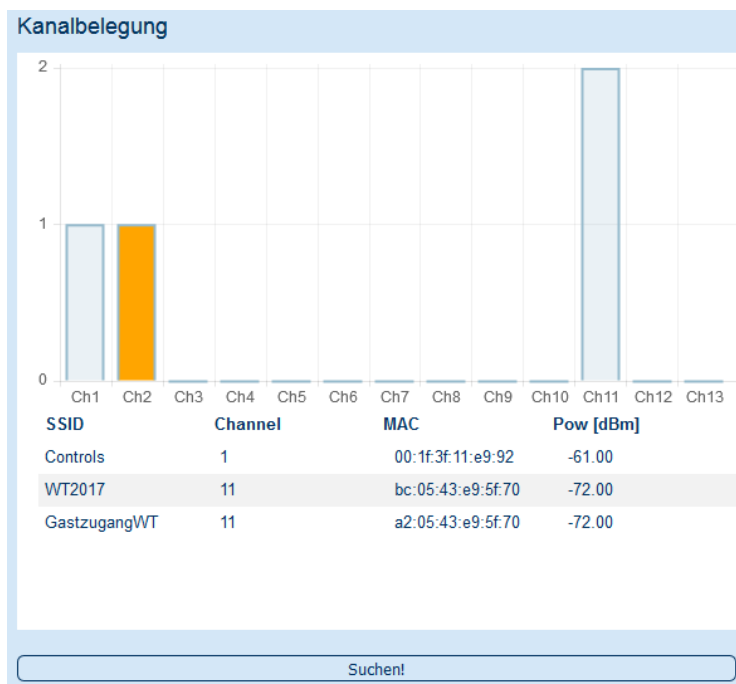 Kanalbelegung
2
1
0
Ch1 Ch2 Ch3 Ch4 Ch5 Ch6 Ch7 Ch8 Ch9 Ch10 Ch11 Ch12 Ch13
SSID Channel MAC Pow [dBm]
Controls 1 00:1f:3f:11:e9:92 -61.00
WT2017 11 bc:05:43:e9:5f:70 -72.00
GastzugangWT 11 a2:05:43:e9:5f:70 -72.00
Suchen!